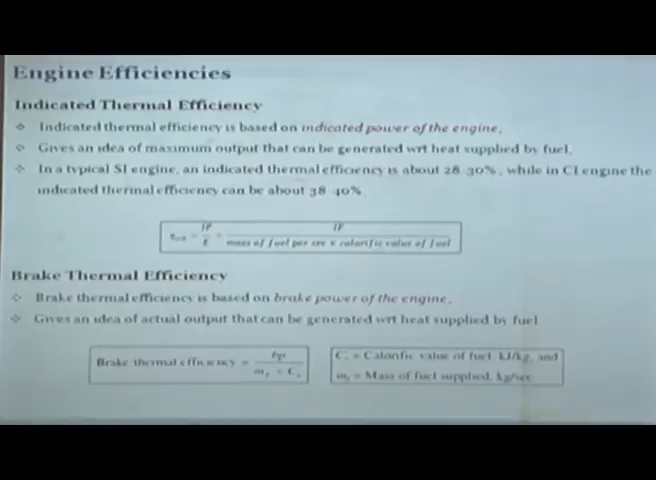 Engine Efficiencies
Indicated Thermal Efficiency
❖ Indicated thermal efficiency is based on indicated power of the engine.
❖ Gives an idea of maximum output that can be generated wrt heat supplied by fuel.
❖ In a typical SI engine, an indicated thermal efficiency is about 28-30%, while in CI engine the
indicated thermal efficiency can be about 38-40%
= IP / E = IP / mass of fuel per sec × calorific value of fuel
Brake Thermal Efficiency
❖ Brake thermal efficiency is based on brake power of the engine.
❖ Gives an idea of actual output that can be generated wrt heat supplied by fuel
Brake thermal efficiency = bp / m × C
C = Calorific value of fuel, kJ/kg, and
m = Mass of fuel supplied, kg/sec